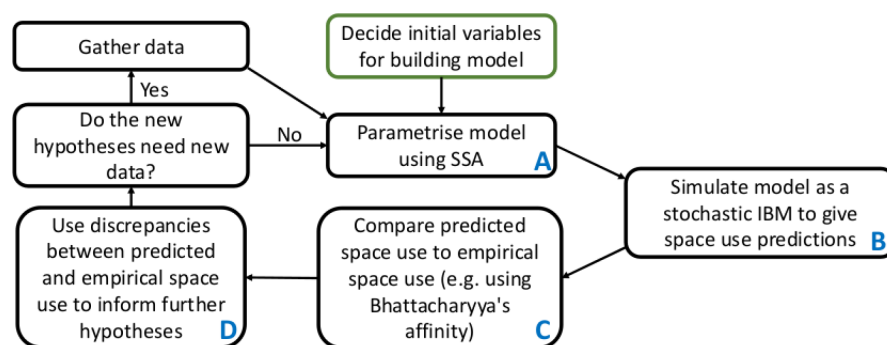 Decide initial variables
for building model
Gather data
Yes
Do the new
hypotheses need new
data?
No
Parametrise model
using SSA
A
Simulate model as a
stochastic IBM to give
space use predictions
B
Compare predicted
space use to empirical
space use (e.g. using
Bhattacharyya's
affinity)
C
Use discrepancies
between predicted
and empirical space
use to inform further
hypotheses
D